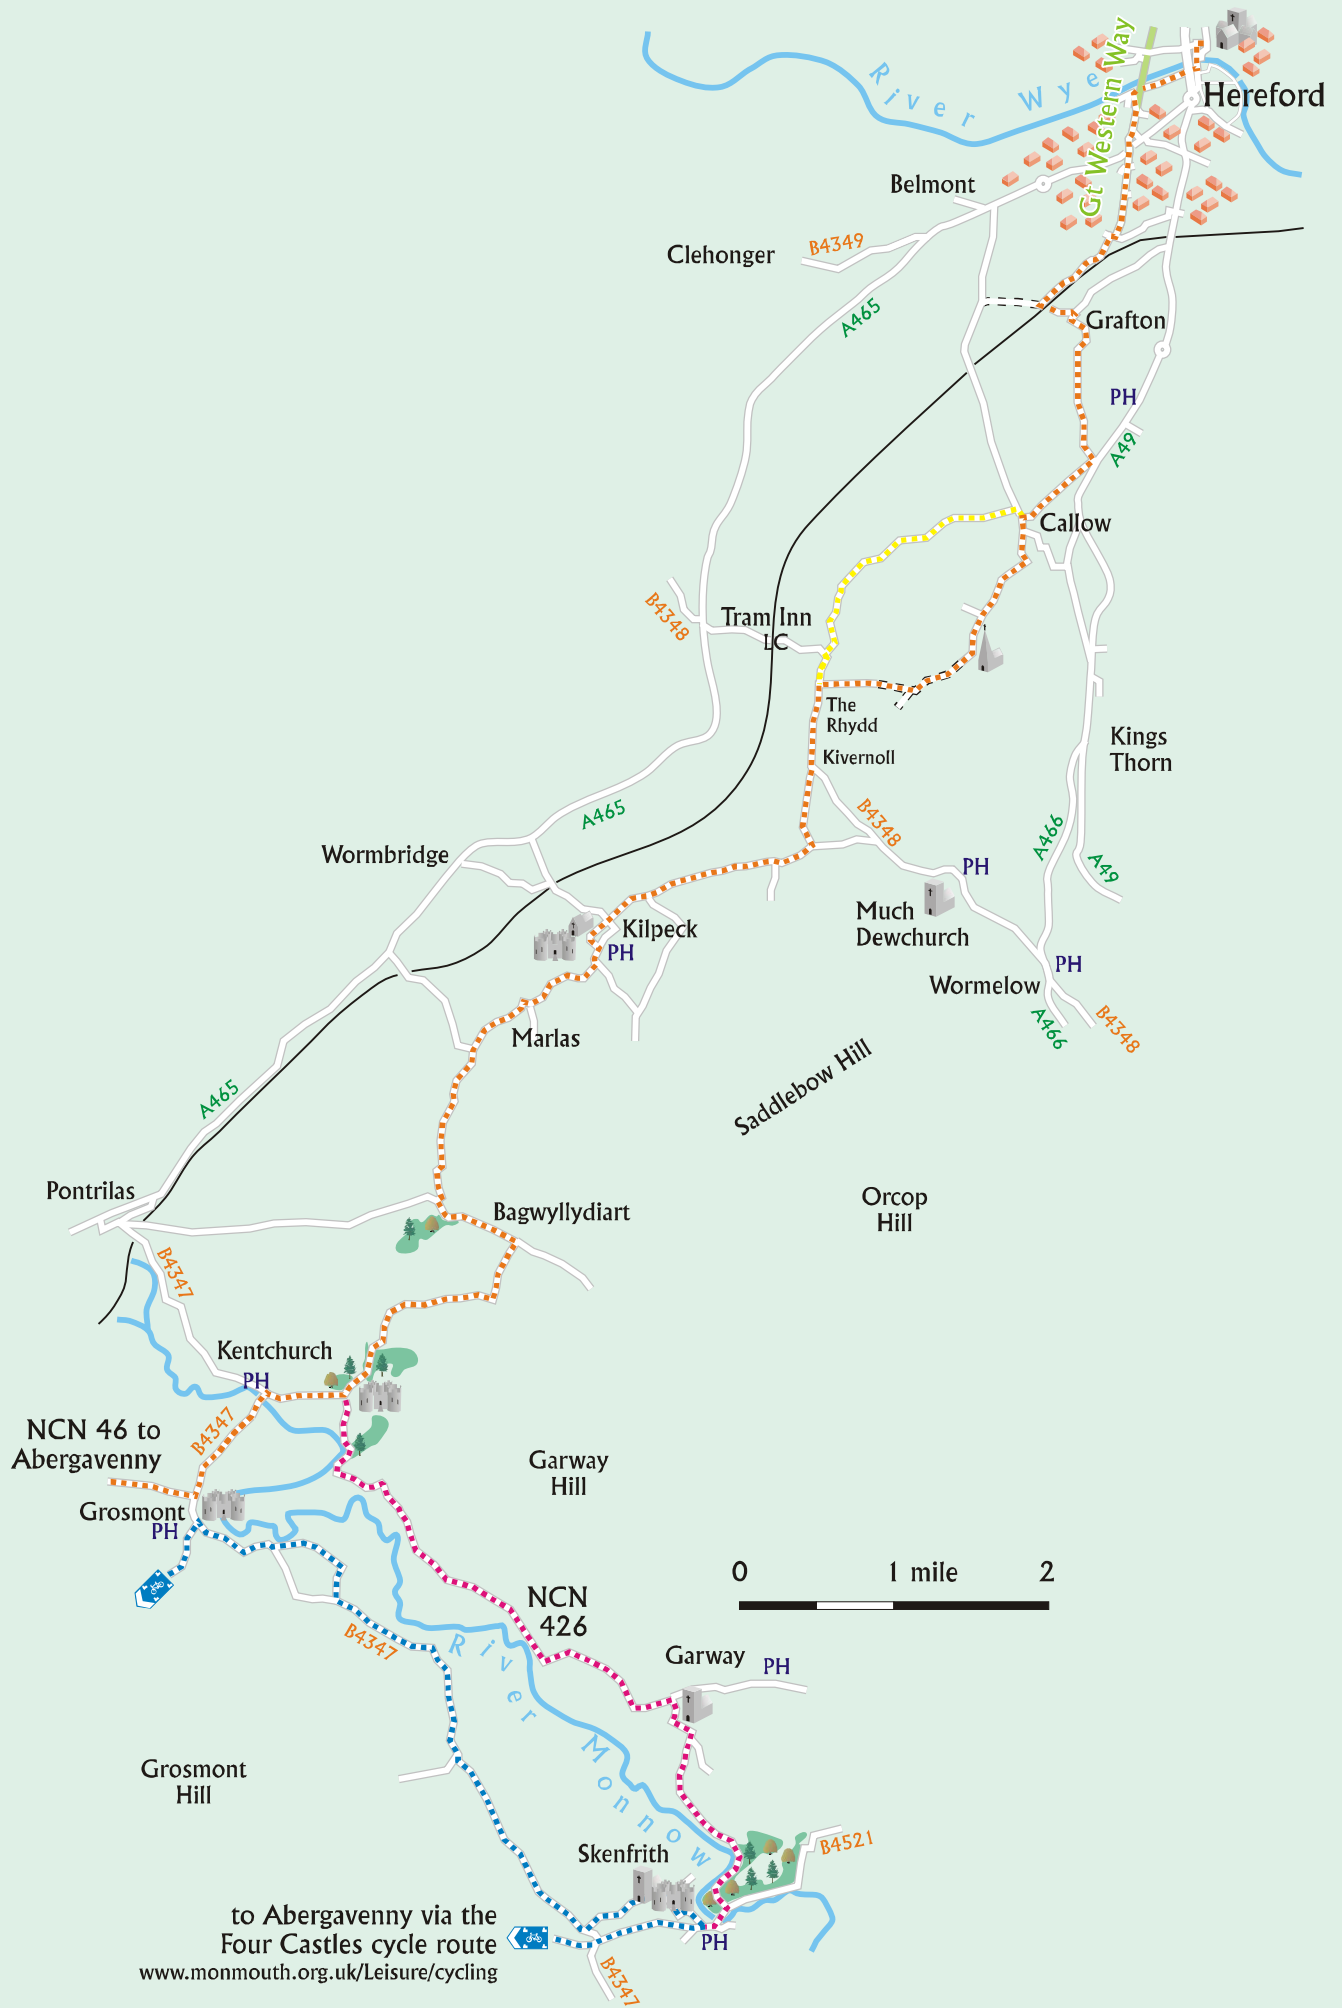 River Wye
Gt Western Way
Hereford
Belmont
Clehonger
B4349
A465
Grafton
PH
A49
Callow
B4348
Tram Inn
LC
The
Rhydd
Kivernoll
Kings
Thorn
A465
B4348
A466
A49
Wormbridge
PH
Much
Dewchurch
Kilpeck
PH
PH
Wormelow
A466
B4348
Marlas
Saddlebow Hill
A465
Pontrilas
Orcop
Hill
Bagwyllydiart
B4347
Kentchurch
PH
B4347
NCN 46 to
Abergavenny
Garway
Hill
Grosmont
PH
0 1 mile 2
NCN
426
B4347
River Monnow
Garway
PH
Grosmont
Hill
Skenfrith
B4521
to Abergavenny via the
Four Castles cycle route
www.monmouth.org.uk/Leisure/cycling
PH
B4347